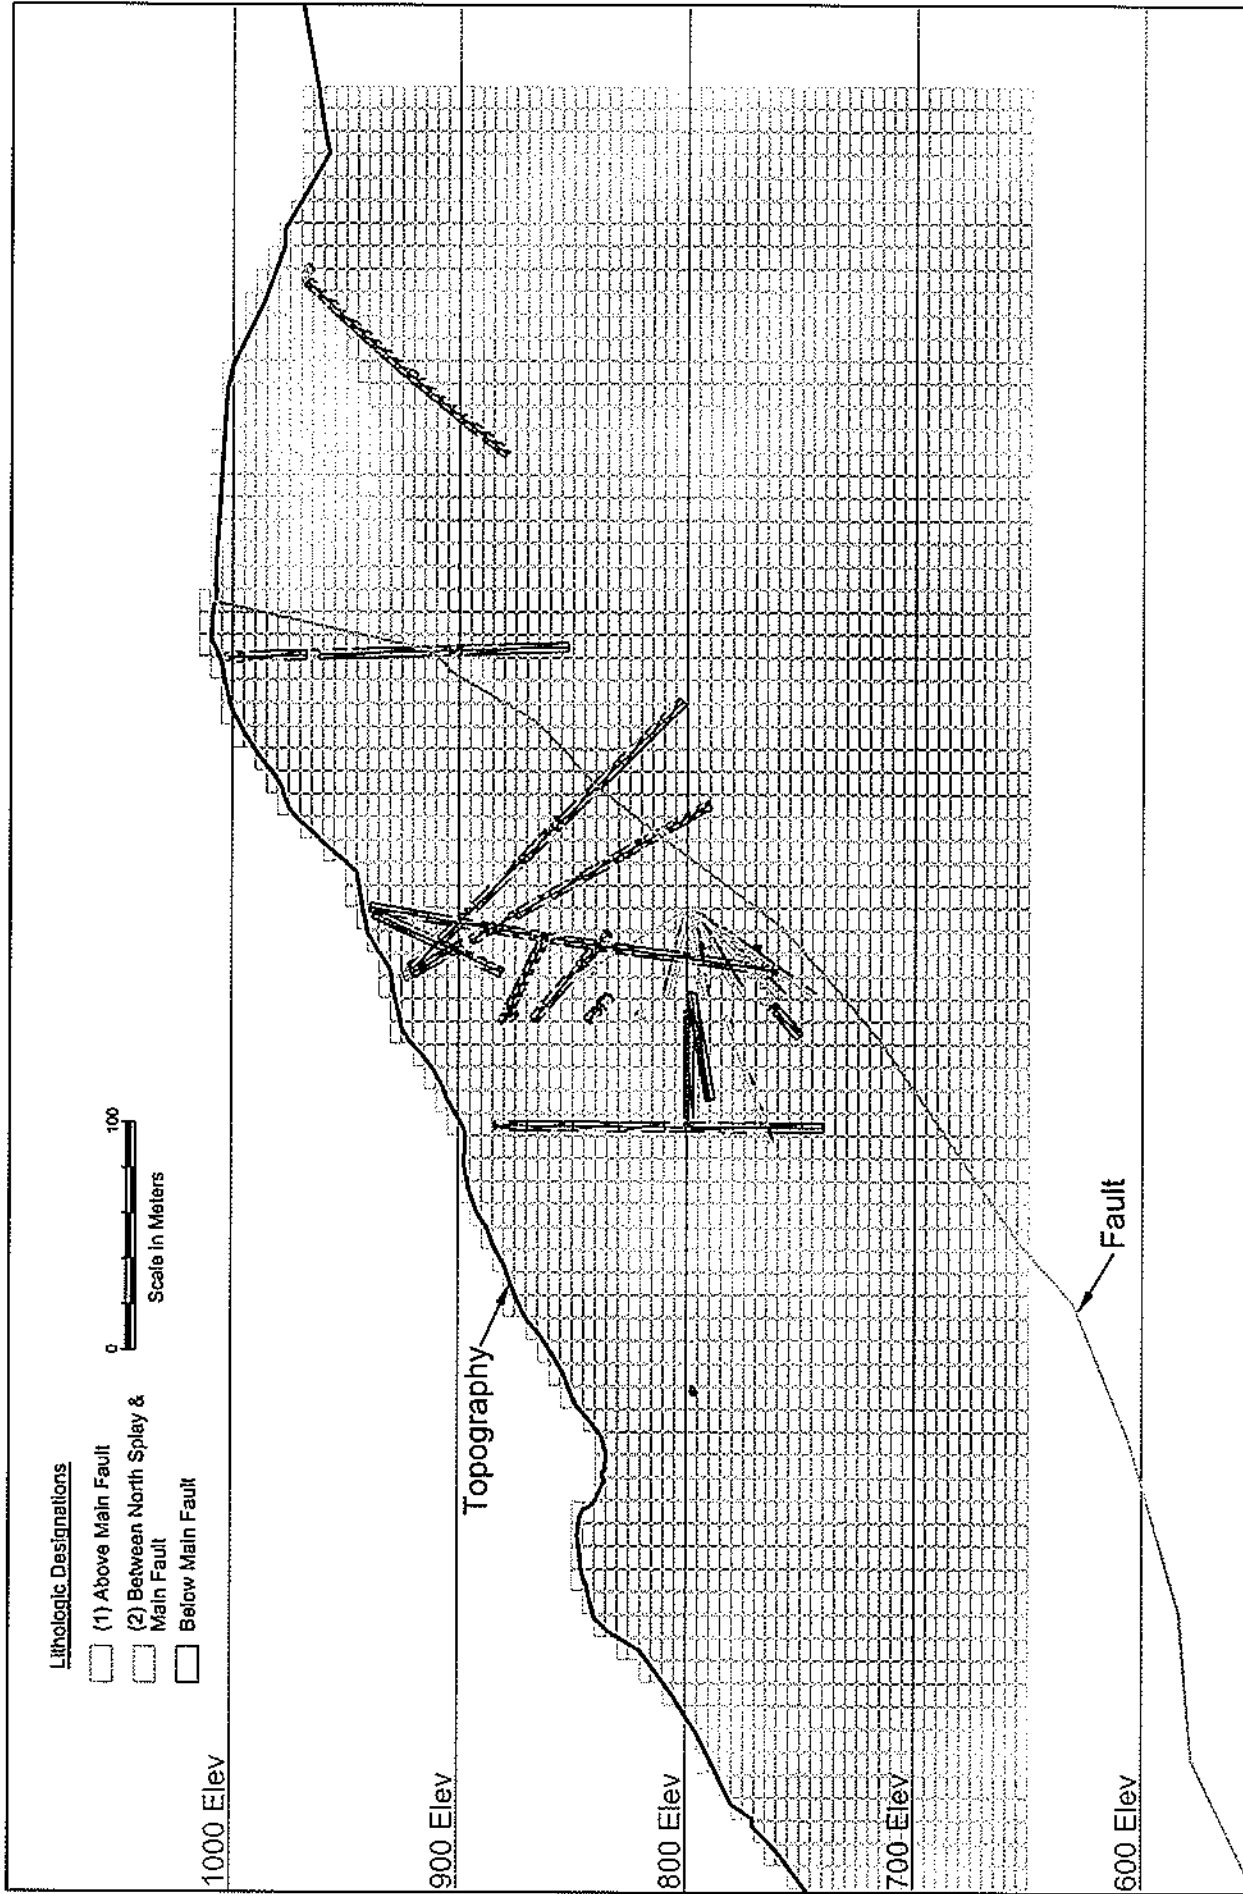 Lithologic Designations
(1) Above Main Fault
(2) Between North Splay &
Main Fault
Below Main Fault
0
100
Scale in Meters
1000 Elev
900 Elev
800 Elev
700 Elev
600 Elev
Topography
Fault